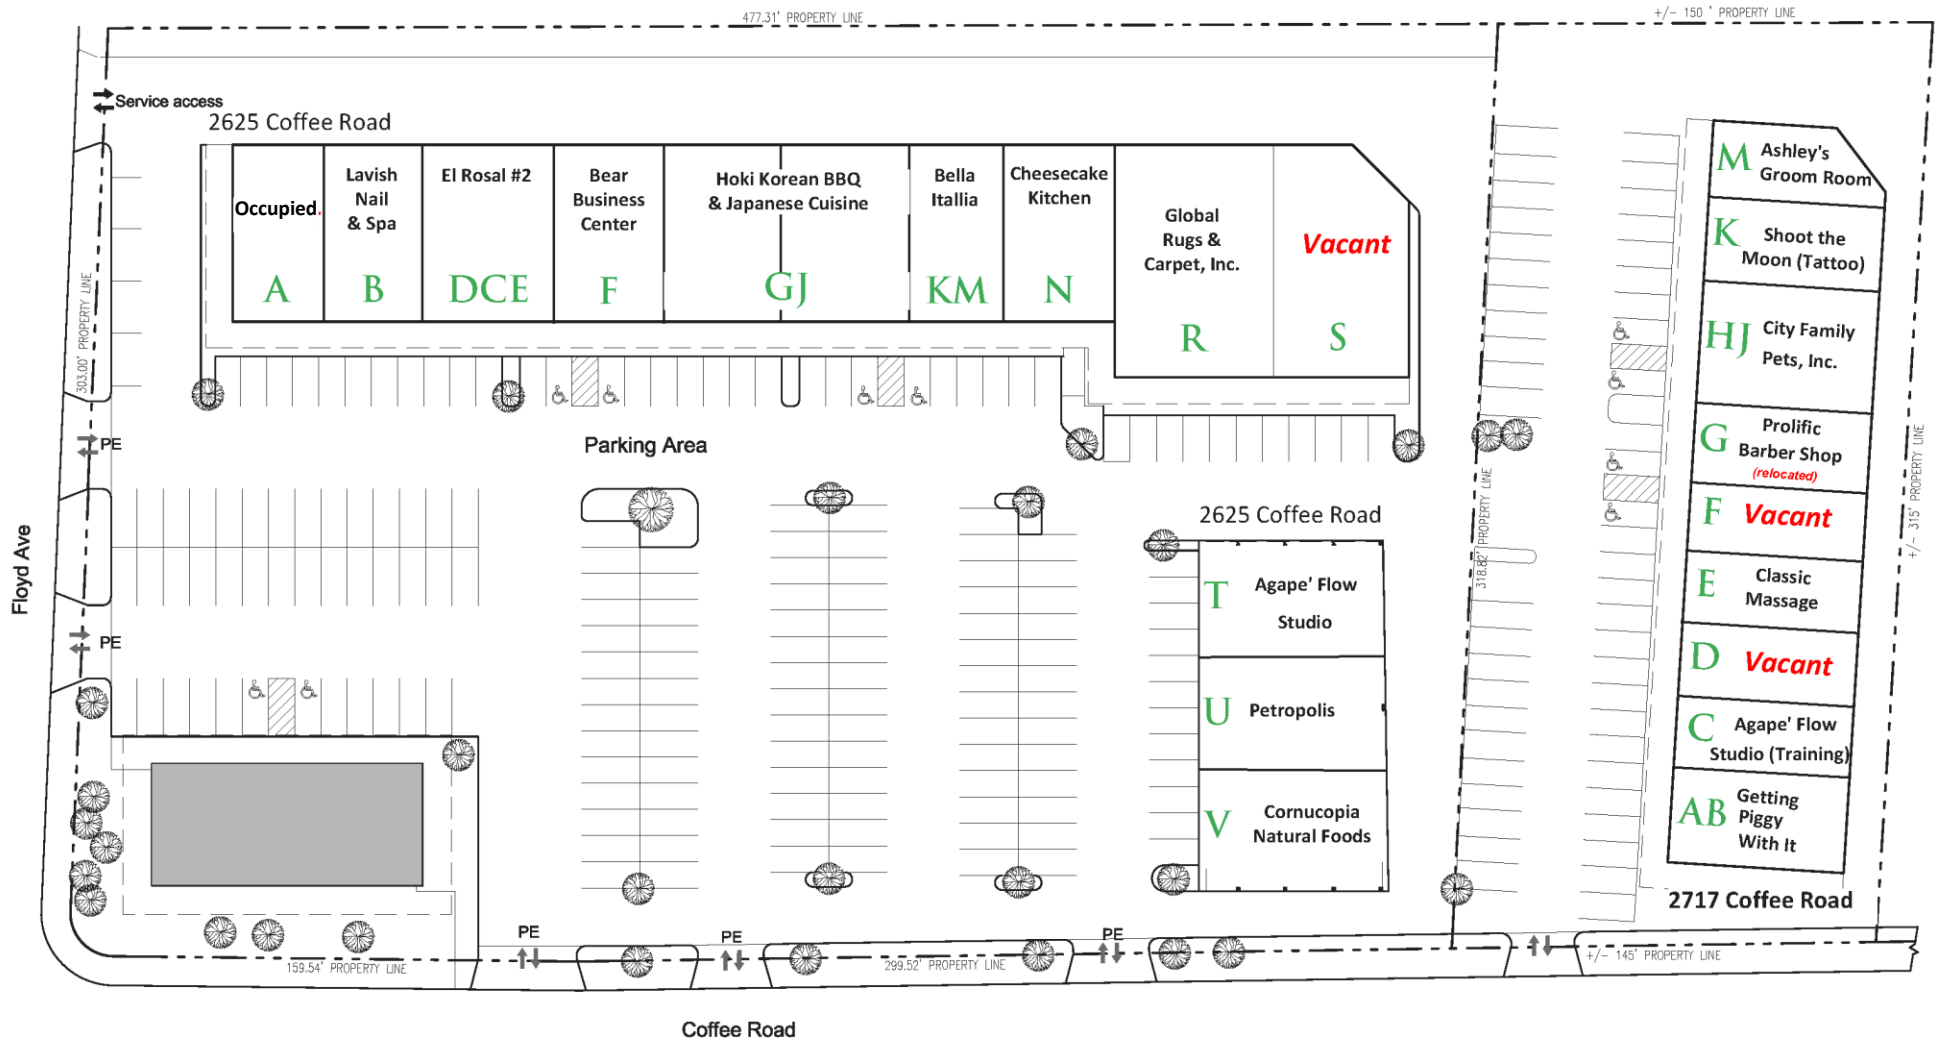 477.31' PROPERTY LINE
+/- 150 ' PROPERTY LINE
Service access
2625 Coffee Road
Occupied.
A
Lavish
Nail
& Spa
B
El Rosal #2
DCE
Bear
Business
Center
F
Hoki Korean BBQ
& Japanese Cuisine
GJ
Bella
Itallia
KM
Cheesecake
Kitchen
N
Global
Rugs &
Carpet, Inc.
R
Vacant
S
303.00' PROPERTY LINE
PE
Parking Area
Floyd Ave
PE
2625 Coffee Road
T
Agape' Flow
Studio
U
Petropolis
V
Cornucopia
Natural Foods
318.82' PROPERTY LINE
M
Ashley's
Groom Room
K
Shoot the
Moon (Tattoo)
HJ
City Family
Pets, Inc.
G
Prolific
Barber Shop
(relocated)
F
Vacant
E
Classic
Massage
D
Vacant
C
Agape' Flow
Studio (Training)
AB
Getting
Piggy
With It
+/- 315' PROPERTY LINE
2717 Coffee Road
PE
PE
PE
159.54' PROPERTY LINE
299.52' PROPERTY LINE
+/- 145' PROPERTY LINE
Coffee Road